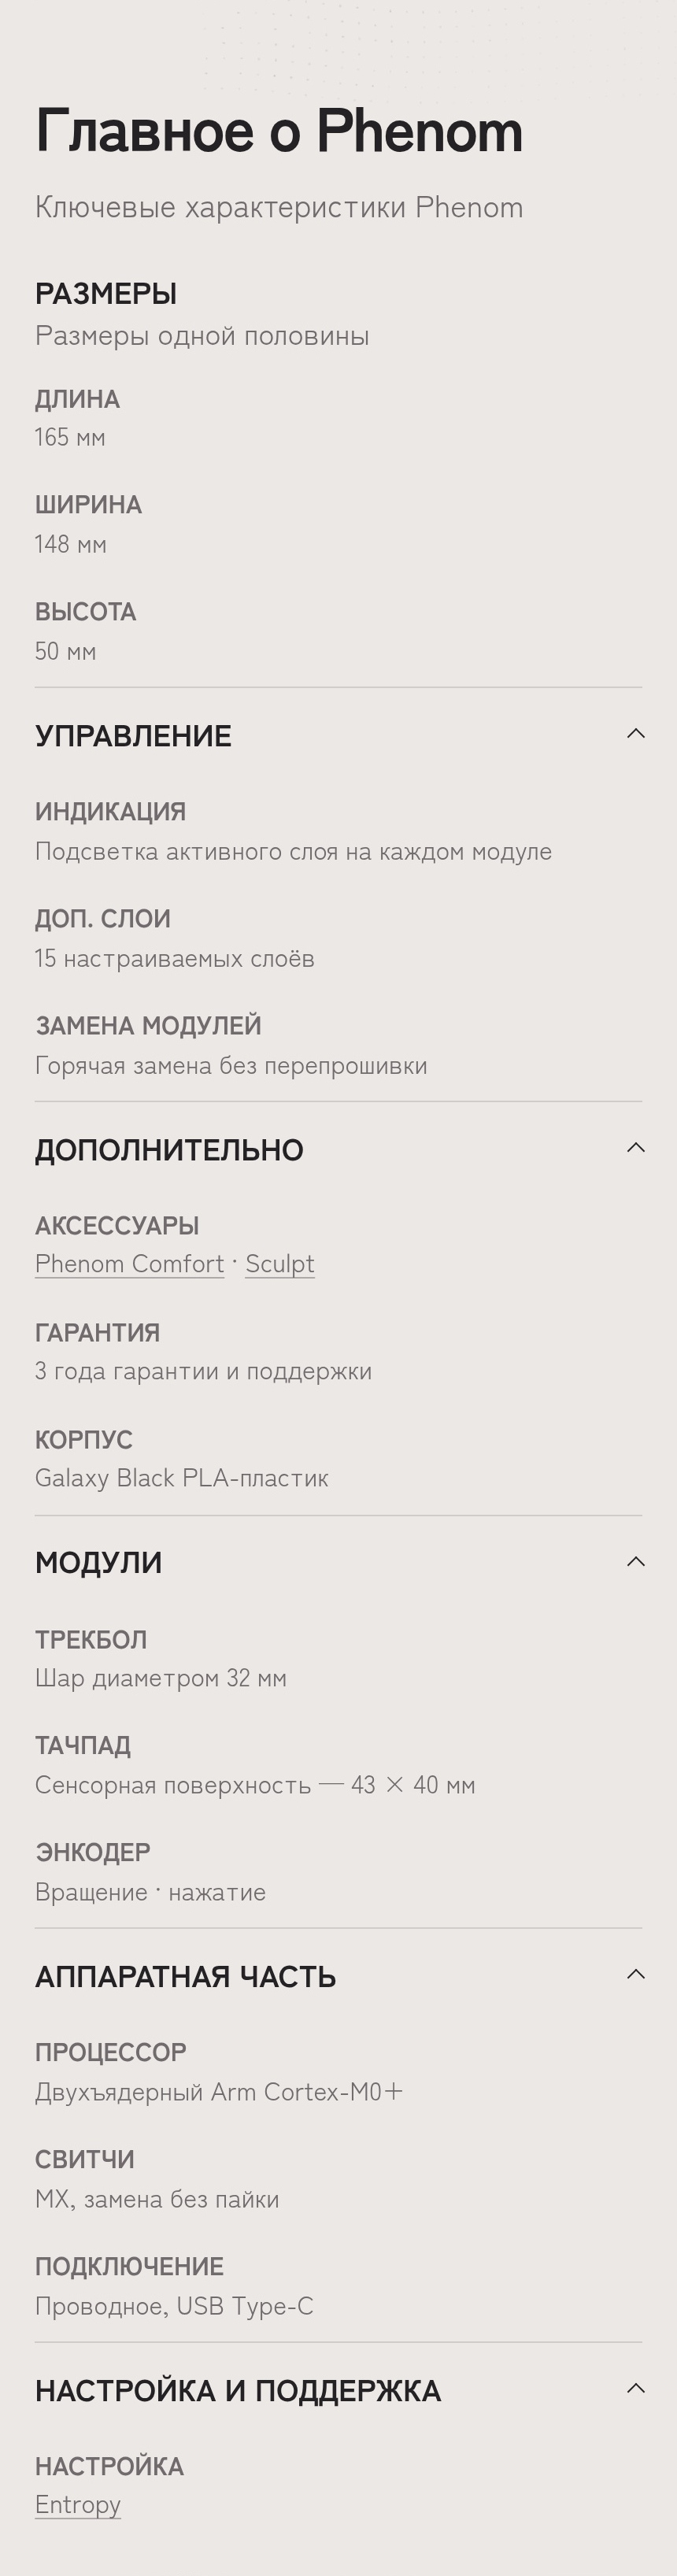 Главное о Phenom
Ключевые характеристики Phenom
РАЗМЕРЫ
Размеры одной половины
ДЛИНА
165 мм
ШИРИНА
148 мм
ВЫСОТА
50 мм
УПРАВЛЕНИЕ
ИНДИКАЦИЯ
Подсветка активного слоя на каждом модуле
ДОП. СЛОИ
15 настраиваемых слоёв
ЗАМЕНА МОДУЛЕЙ
Горячая замена без перепрошивки
ДОПОЛНИТЕЛЬНО
АКСЕССУАРЫ
Phenom Comfort · Sculpt
ГАРАНТИЯ
3 года гарантии и поддержки
КОРПУС
Galaxy Black PLA-пластик
МОДУЛИ
ТРЕКБОЛ
Шар диаметром 32 мм
ТАЧПАД
Сенсорная поверхность — 43 × 40 мм
ЭНКОДЕР
Вращение · нажатие
АППАРАТНАЯ ЧАСТЬ
ПРОЦЕССОР
Двухъядерный Arm Cortex-M0+
СВИТЧИ
MX, замена без пайки
ПОДКЛЮЧЕНИЕ
Проводное, USB Type-C
НАСТРОЙКА И ПОДДЕРЖКА
НАСТРОЙКА
Entropy